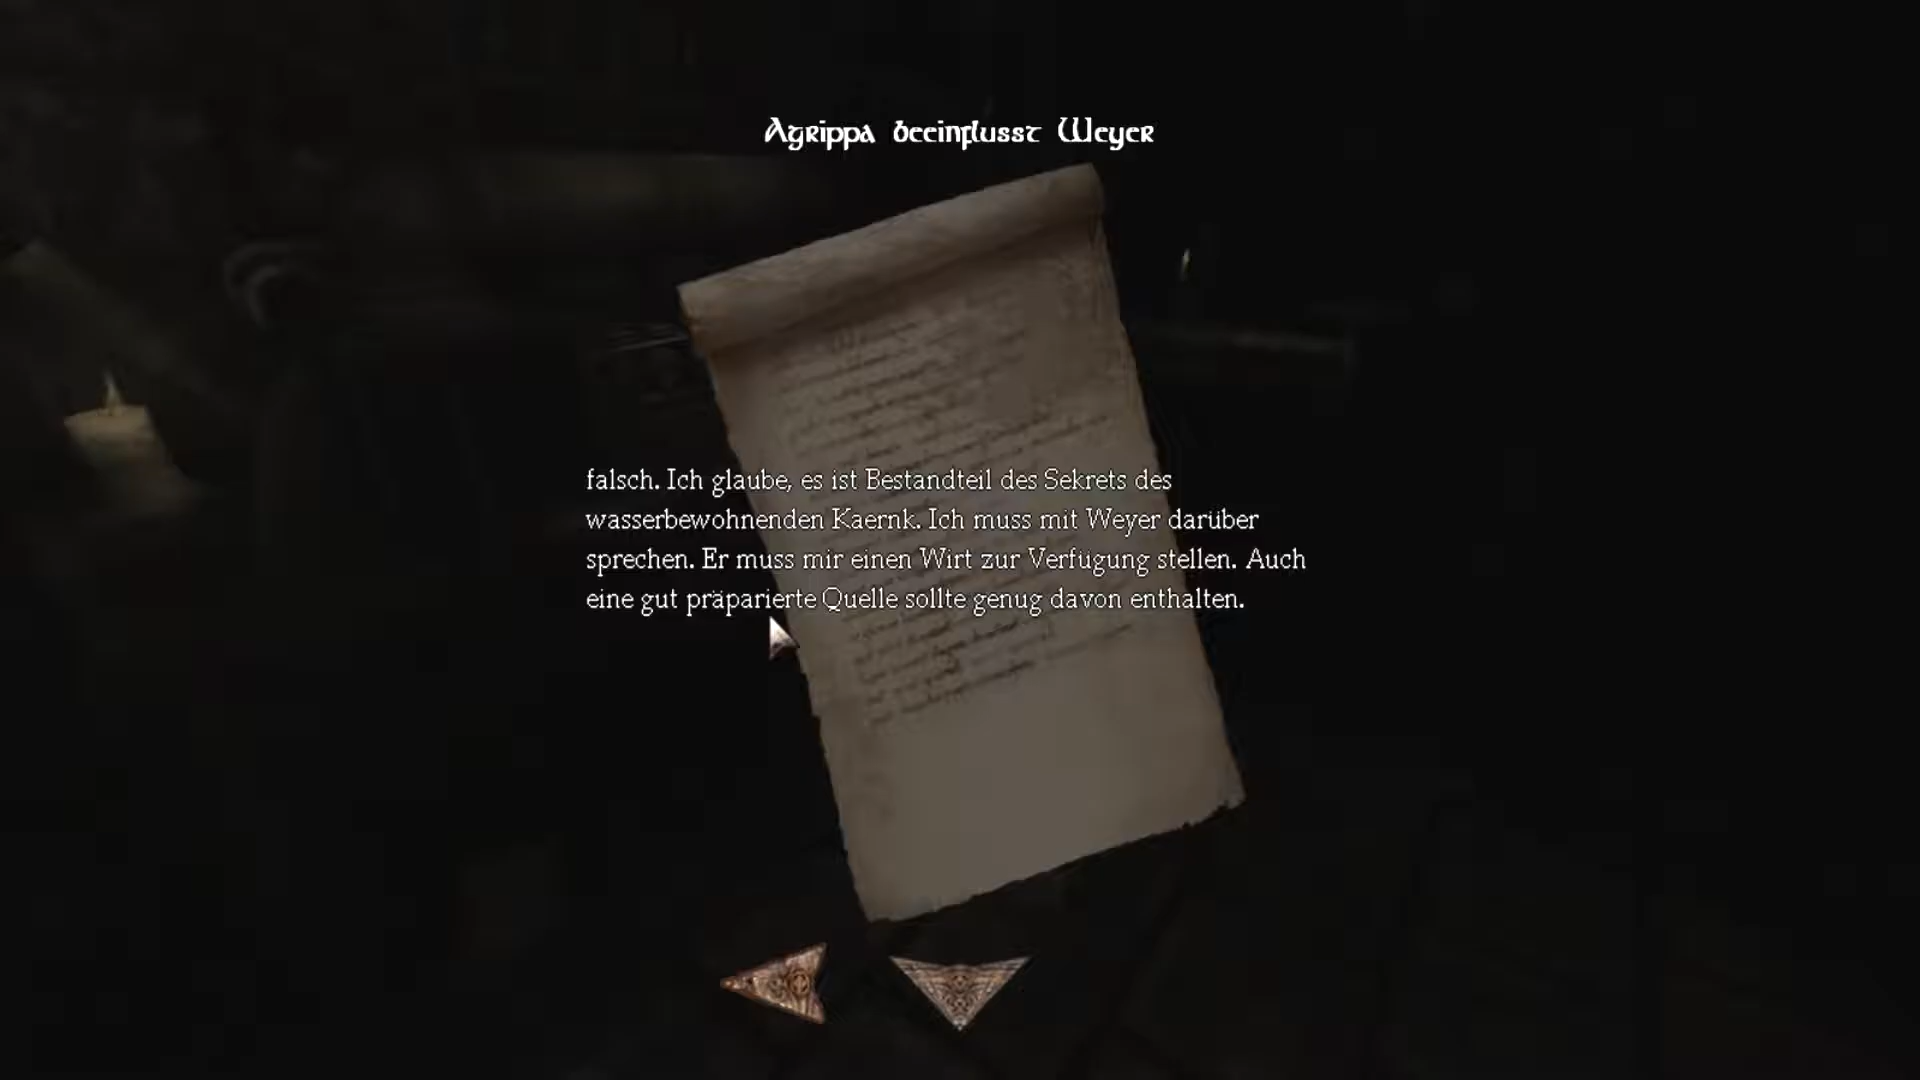 Agrippa beeinflusst Weyer
falsch. Ich glaube, es ist Bestandteil des Sekrets des
wasserbewohnenden Kaernk. Ich muss mit Weyer darüber
sprechen. Er muss mir einen Wirt zur Verfügung stellen. Auch
eine gut präparierte Quelle sollte genug davon enthalten.